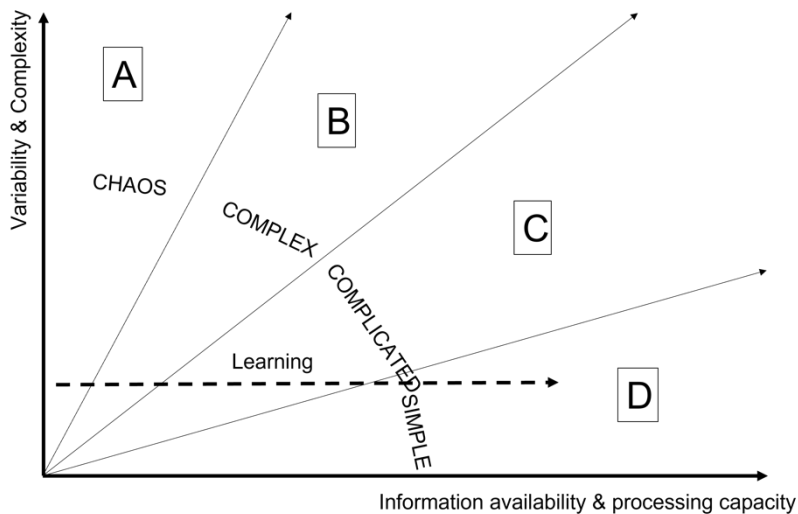 Variability & Complexity
A
B
CHAOS
COMPLEX
C
COMPLICATED
Learning
D
SIMPLE
Information availability & processing capacity